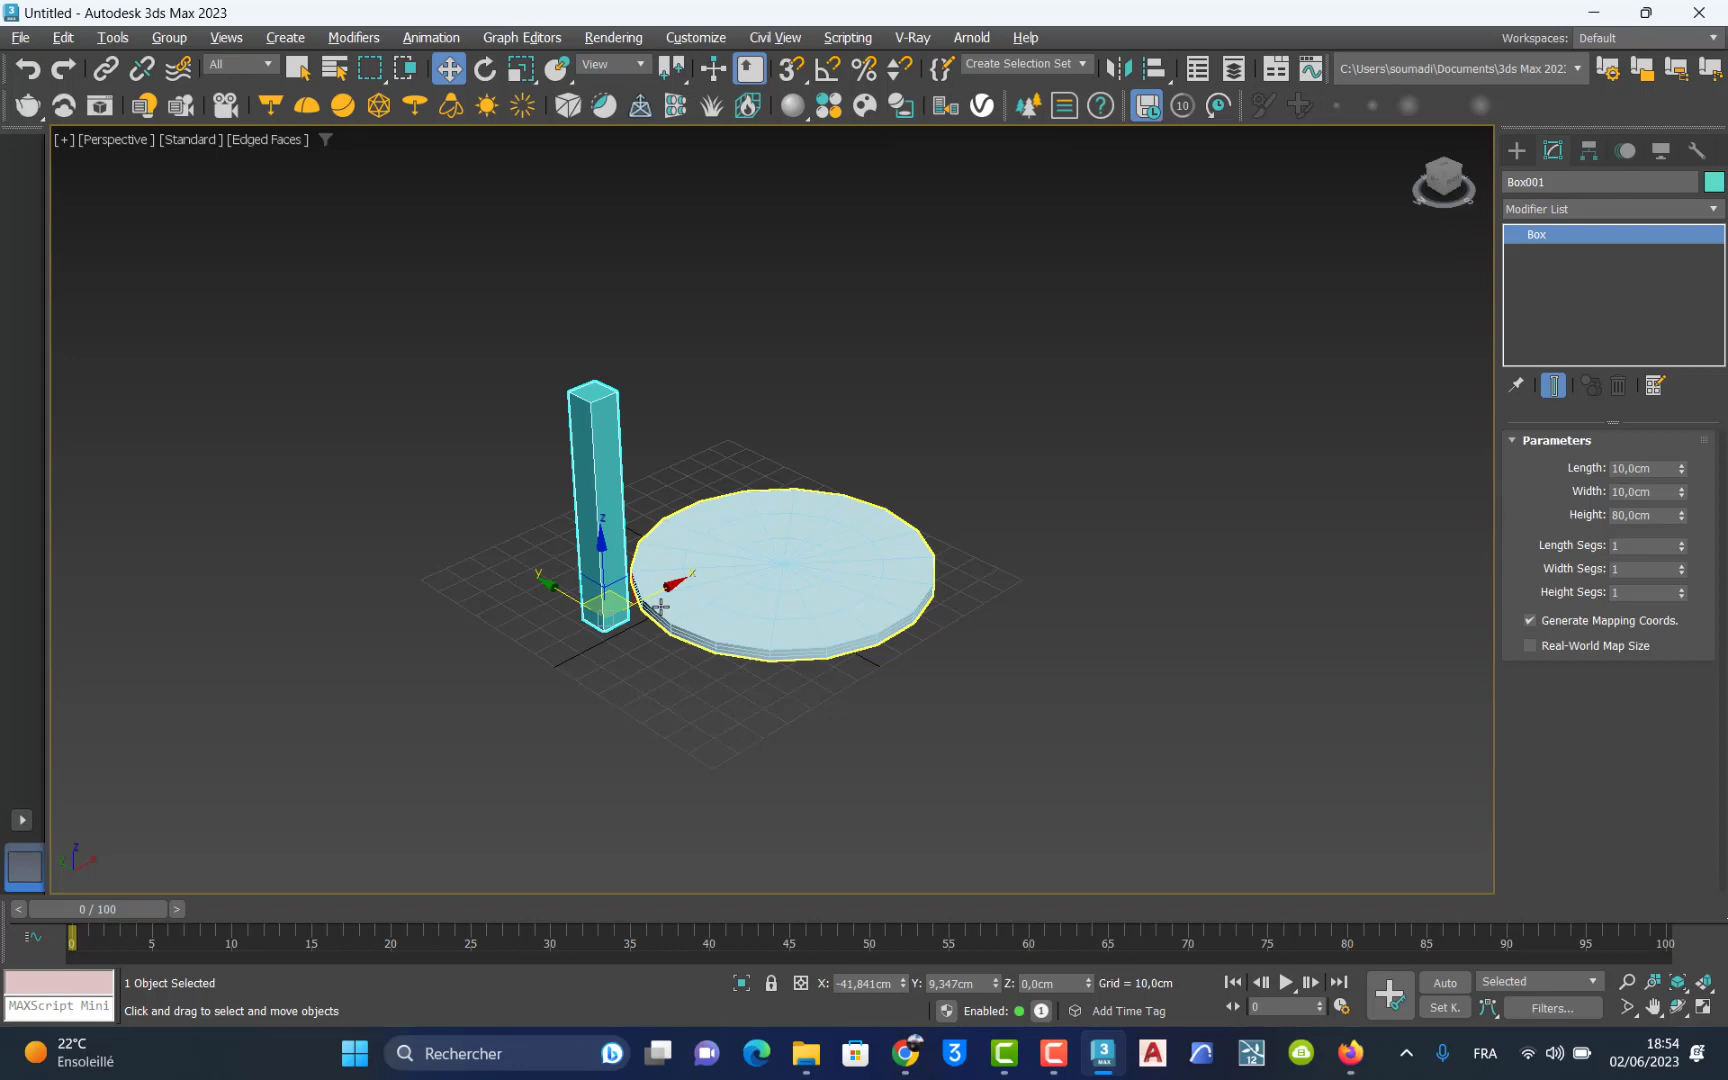 Untitled - Autodesk 3ds Max 2023
File Edit Tools Group Views Create Modifiers Animation Graph Editors Rendering Customize Civil View Scripting V-Ray Arnold Help
Workspaces: Default
All
View
Create Selection Set
C:\Users\soumadi\Documents\3ds Max 2023
10
[+] [Perspective ] [Standard ] [Edged Faces ]
Box001
Modifier List
Box
Parameters
Length: 10,0cm
Width: 10,0cm
Height: 80,0cm
Length Segs: 1
Width Segs: 1
Height Segs: 1
Generate Mapping Coords.
Real-World Map Size
z
y
x
z
< 0 / 100 >
0 5 10 15 20 25 30 35 40 45 50 55 60 65 70 75 80 85 90 95 100
1 Object Selected
X: -41,841cm Y: 9,347cm Z: 0,0cm Grid = 10,0cm
Auto Selected
MAXScript Mini
Click and drag to select and move objects
Enabled: 1 Add Time Tag
0
Set K. Filters...
22°C
Ensoleillé
Rechercher
FRA
18:54
02/06/2023